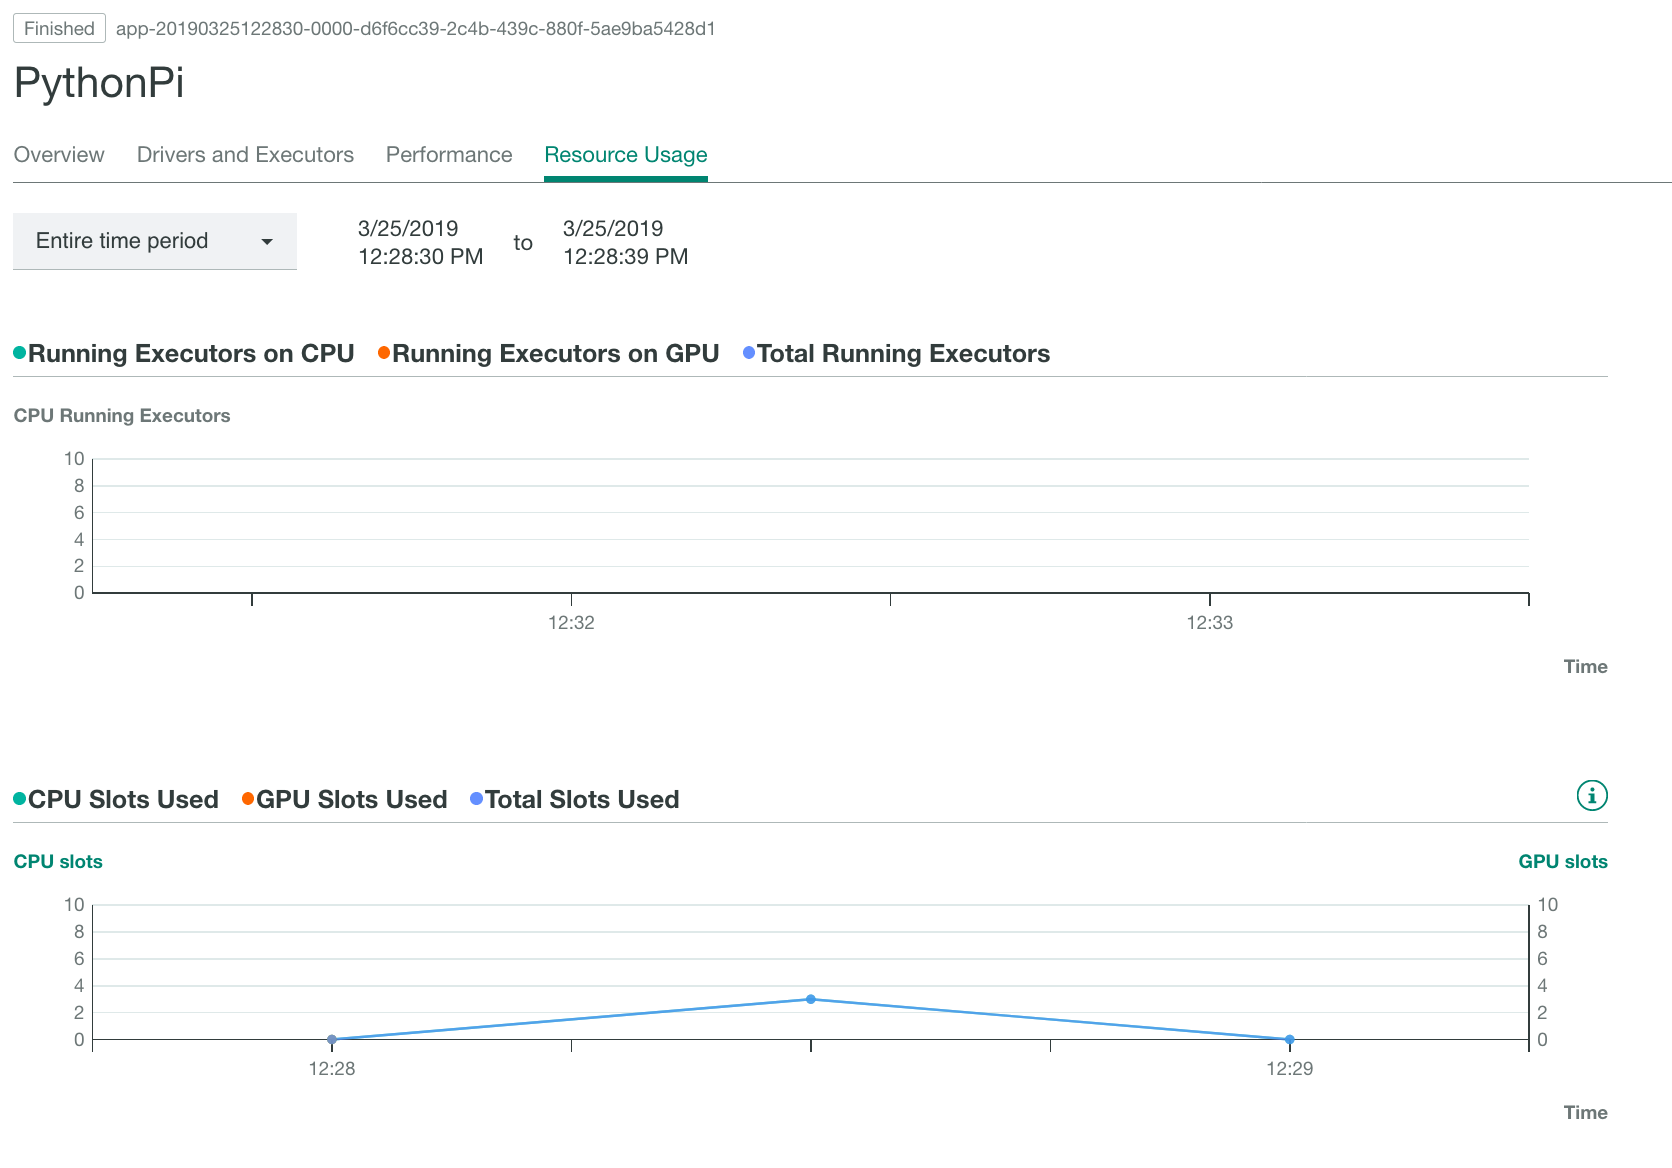 Finished app-20190325122830-0000-d6f6cc39-2c4b-439c-880f-5ae9ba5428d1
PythonPi
Overview Drivers and Executors Performance Resource Usage
Entire time period
3/25/2019
12:28:30 PM
to
3/25/2019
12:28:39 PM
Running Executors on CPU Running Executors on GPU Total Running Executors
CPU Running Executors
10
8
6
4
2
0
12:32 12:33
Time
CPU Slots Used GPU Slots Used Total Slots Used
CPU slots GPU slots
10 10
8 8
6 6
4 4
2 2
0 0
12:28 12:29
Time